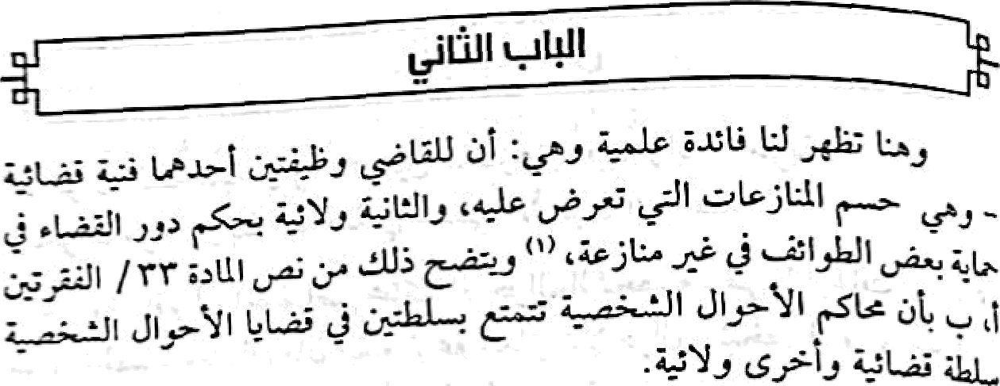 الباب الثاني
وهنا تظهر لنا فائدة علمية وهي: أن للقاضي وظيفتين أحدهما فنية قضائية
- وهي حسم المنازعات التي تعرض عليه، والثانية ولائية بحكم دور القضاء في
حماية بعض الطوائف في غير منازعة، (١) ويتضح ذلك من نص المادة ٣٣/ الفقرتين
أ، ب بأن محاكم الأحوال الشخصية تتمتع بسلطتين في قضايا الأحوال الشخصية
سلطة قضائية وأخرى ولائية.